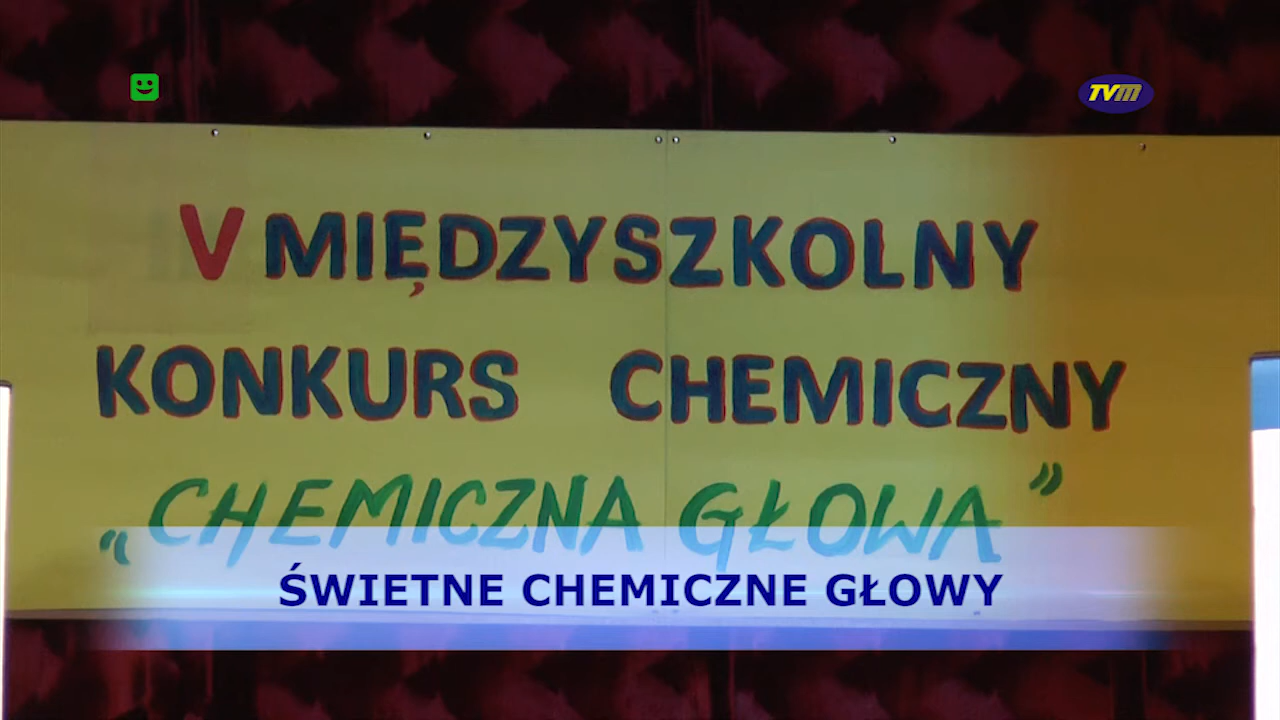 TVM
V MIĘDZYSZKOLNY
KONKURS CHEMICZNY
„CHEMICZNA GŁOWA”
ŚWIETNE CHEMICZNE GŁOWY